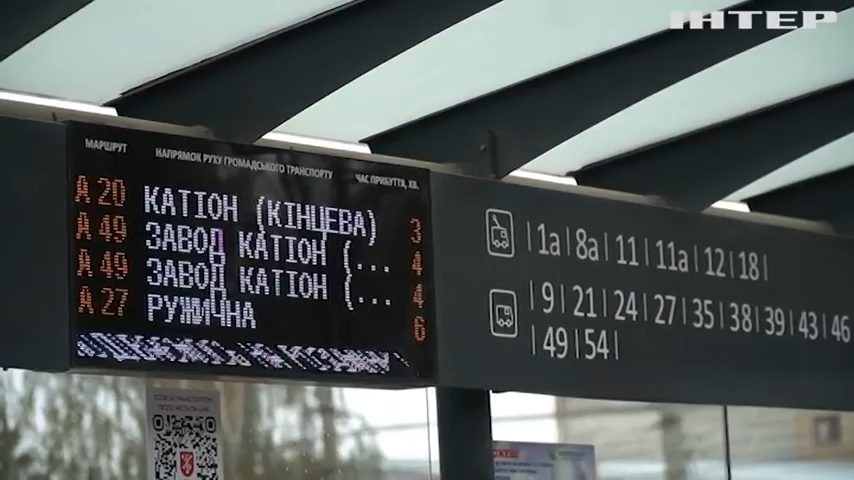 ІНТЕР
МАРШРУТ НАПРЯМОК РУХУ ГРОМАДСЬКОГО ТРАНСПОРТУ ЧАС ПРИБУТТЯ, ХВ.
А 20 КАТІОН (КІНЦЕВА) 3
А 49 ЗАВОД КАТІОН (... 4
А 49 ЗАВОД КАТІОН (... 4
А 27 РУЖИЧНА 6
| 1а | 8а | 11 | 11а | 12 | 18 |
| 9 | 21 | 24 | 27 | 35 | 38 | 39 | 43 | 46
| 49 | 54 |